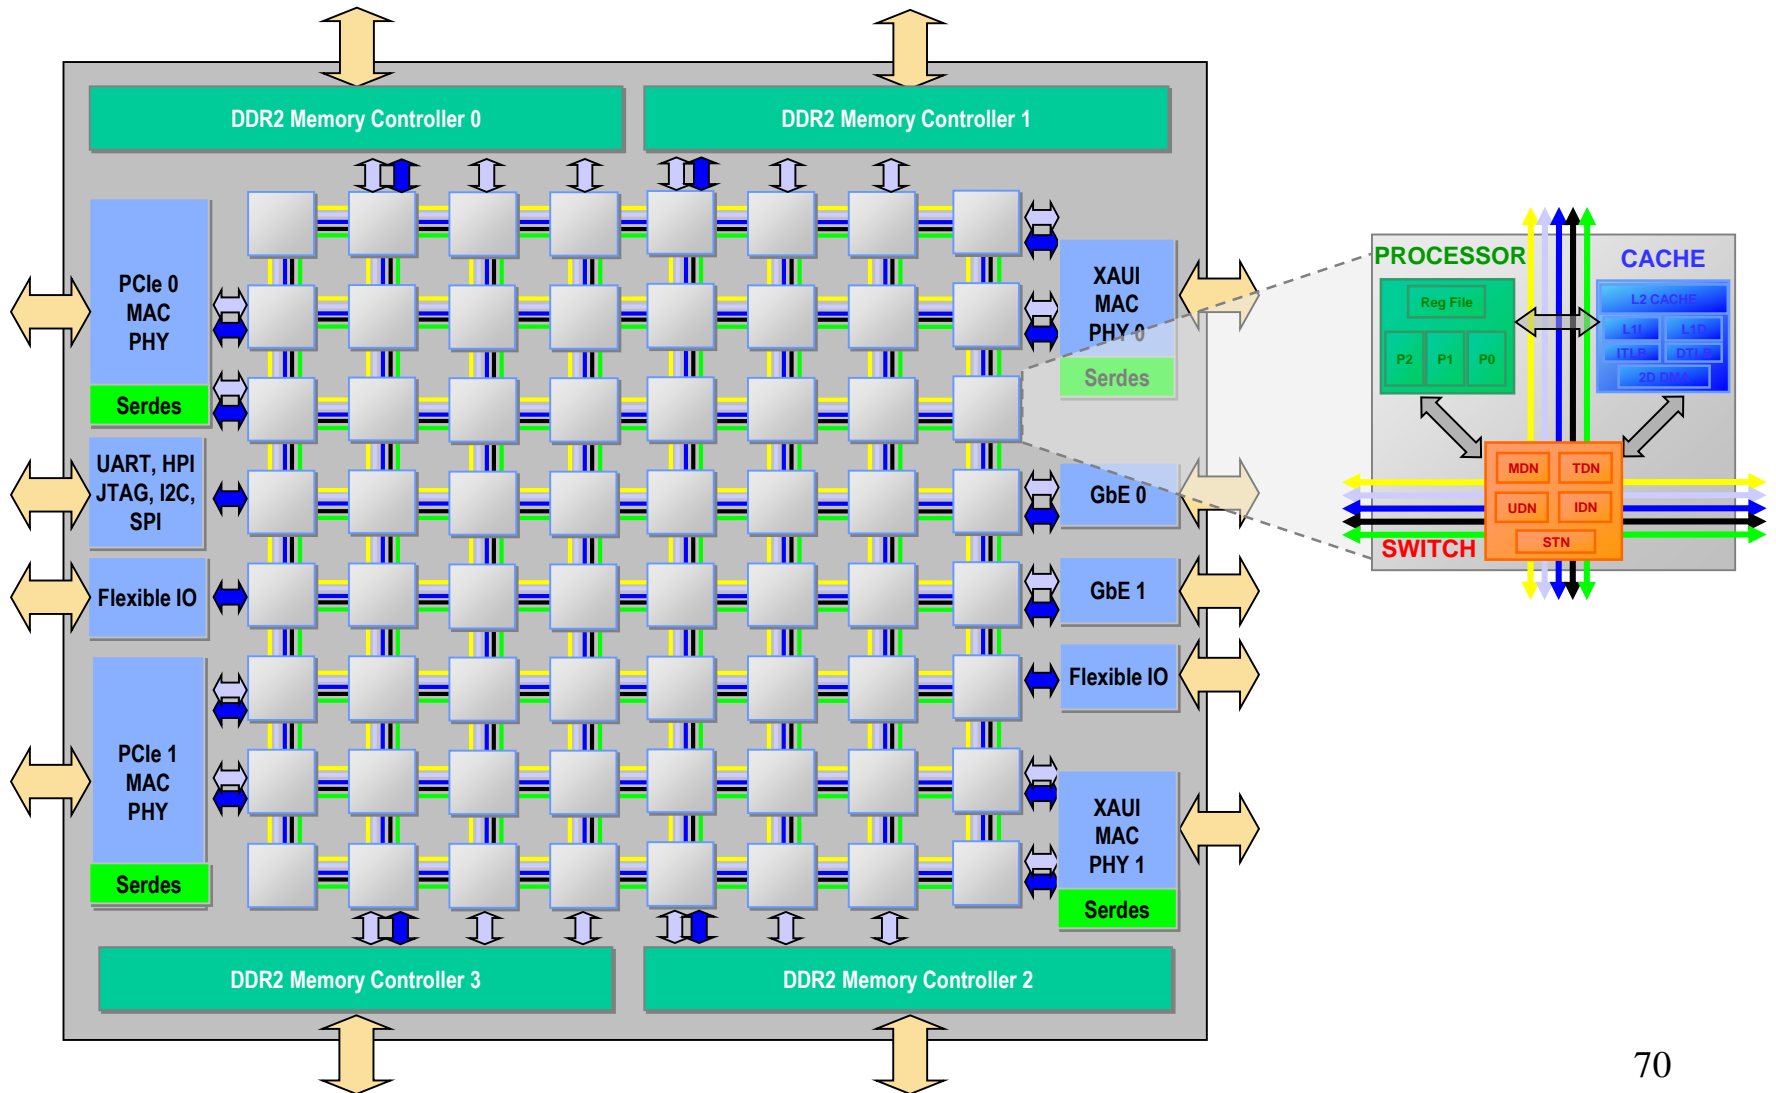 DDR2 Memory Controller 0
DDR2 Memory Controller 1
PCIe 0
MAC
PHY
Serdes
XAUI
MAC
PHY 0
Serdes
UART, HPI
JTAG, I2C,
SPI
GbE 0
Flexible IO
GbE 1
Flexible IO
PCIe 1
MAC
PHY
Serdes
XAUI
MAC
PHY 1
Serdes
DDR2 Memory Controller 3
DDR2 Memory Controller 2
PROCESSOR
CACHE
Reg File
P2
P1
P0
L2 CACHE
L1I
L1D
ITLB
DTLB
2D DMA
MDN
TDN
UDN
IDN
STN
SWITCH
70